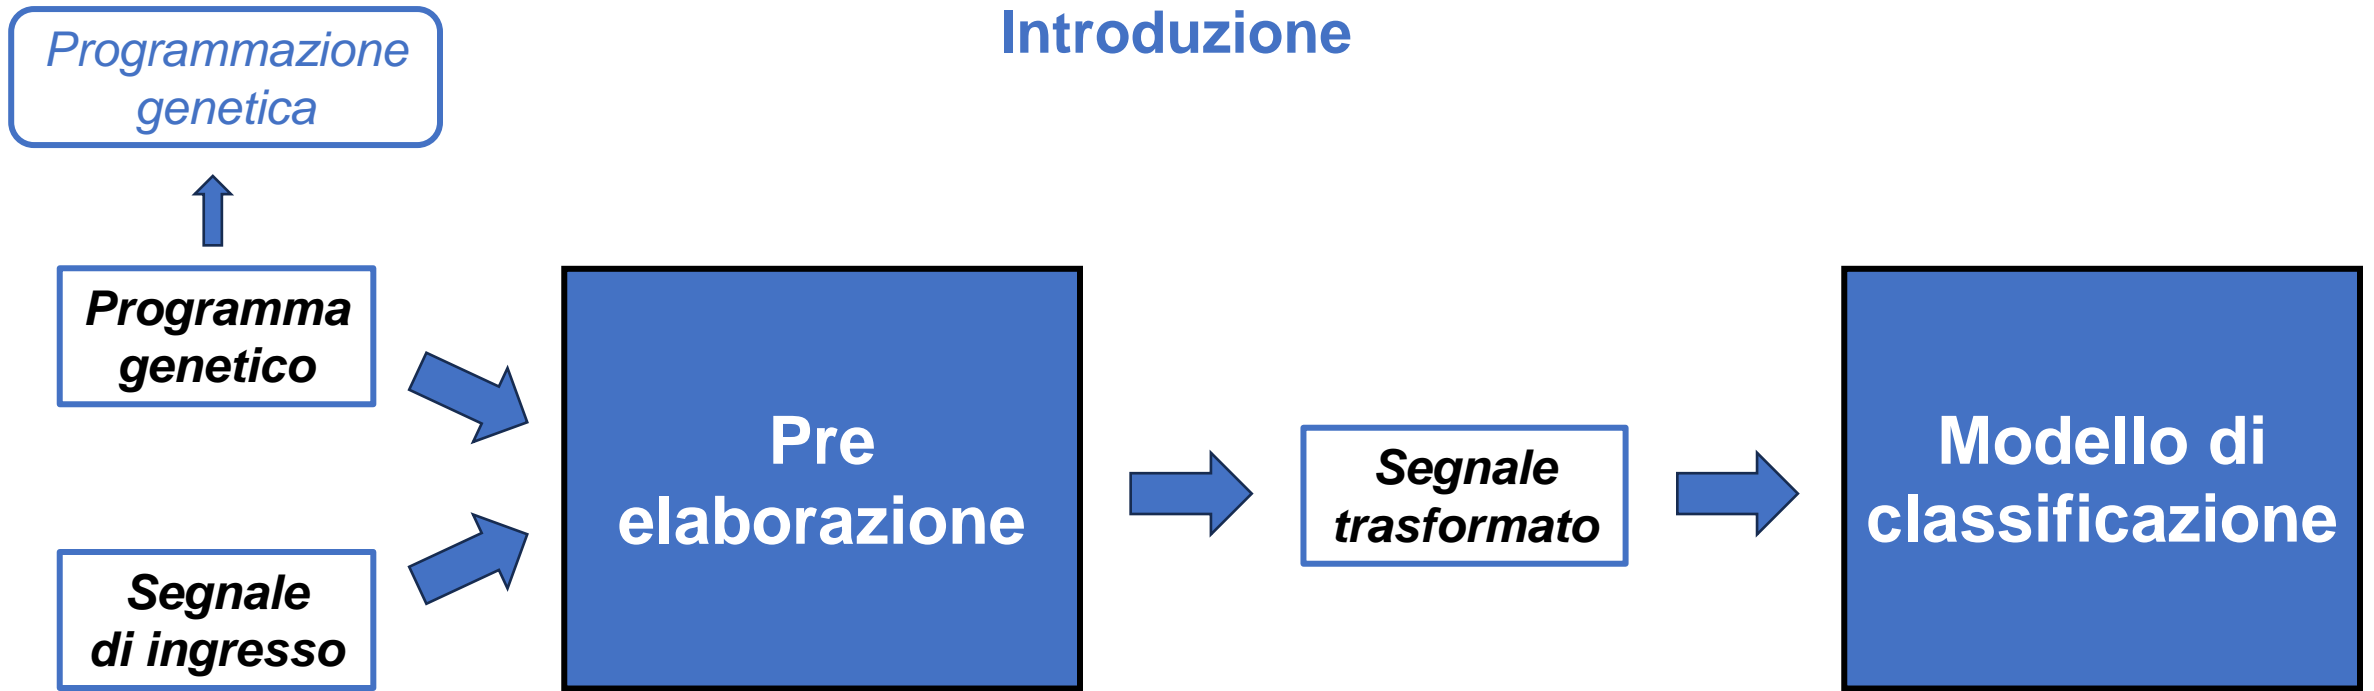 Introduzione
Programmazione
genetica
Programma
genetico
Segnale
di ingresso
Pre
elaborazione
Segnale
trasformato
Modello di
classificazione